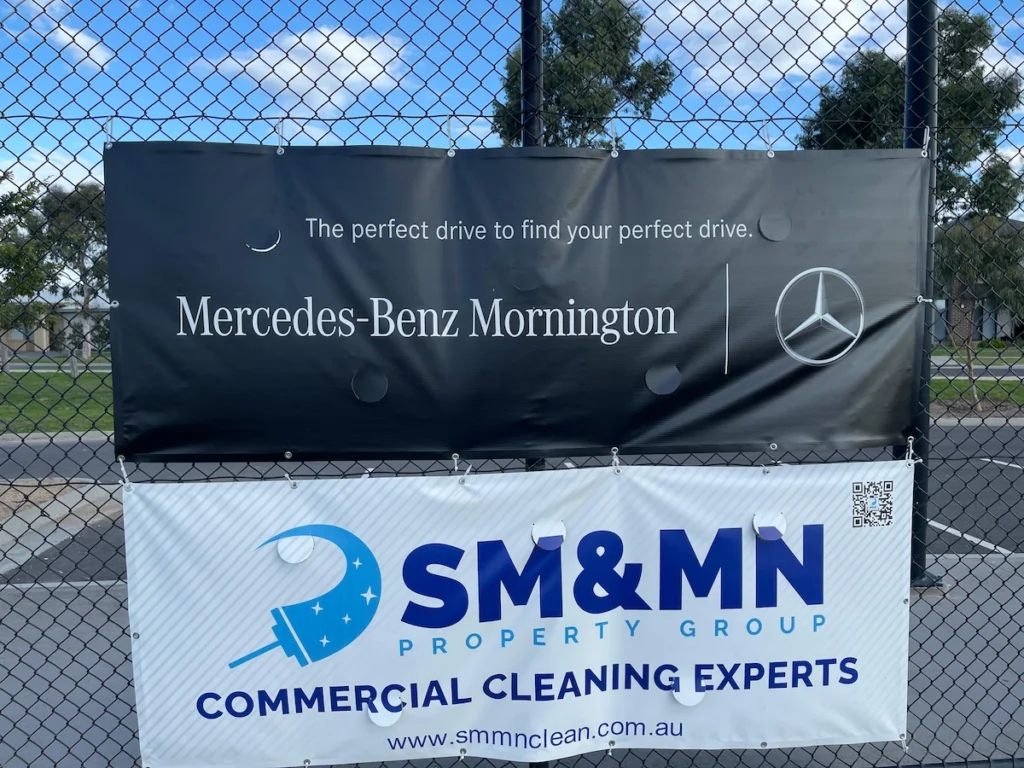 The perfect drive to find your perfect drive.
Mercedes-Benz Mornington
SM&MN
PROPERTY GROUP
COMMERCIAL CLEANING EXPERTS
www.smmnclean.com.au